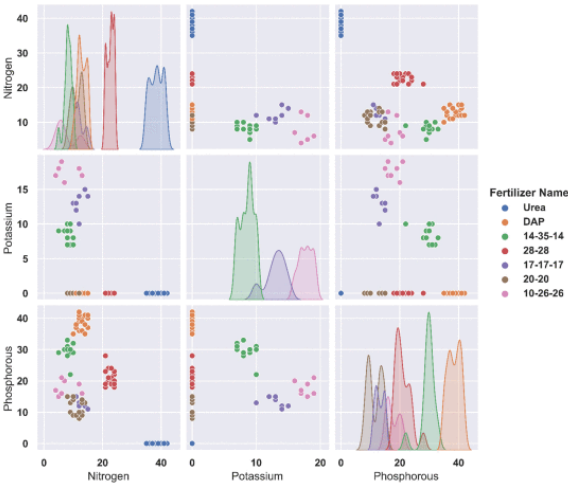 Nitrogen
40
30
20
10
Potassium
15
10
5
0
Phosphorous
40
30
20
10
0
0 20 40
Nitrogen
0 10 20
Potassium
0 20 40
Phosphorous
Fertilizer Name
Urea
DAP
14-35-14
28-28
17-17-17
20-20
10-26-26